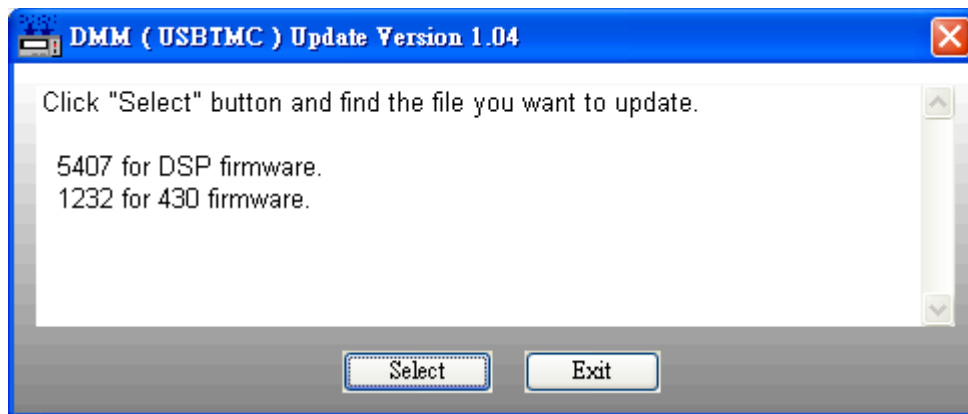 DMM ( USBTMC ) Update Version 1.04
Click "Select" button and find the file you want to update.
5407 for DSP firmware.
1232 for 430 firmware.
Select
Exit